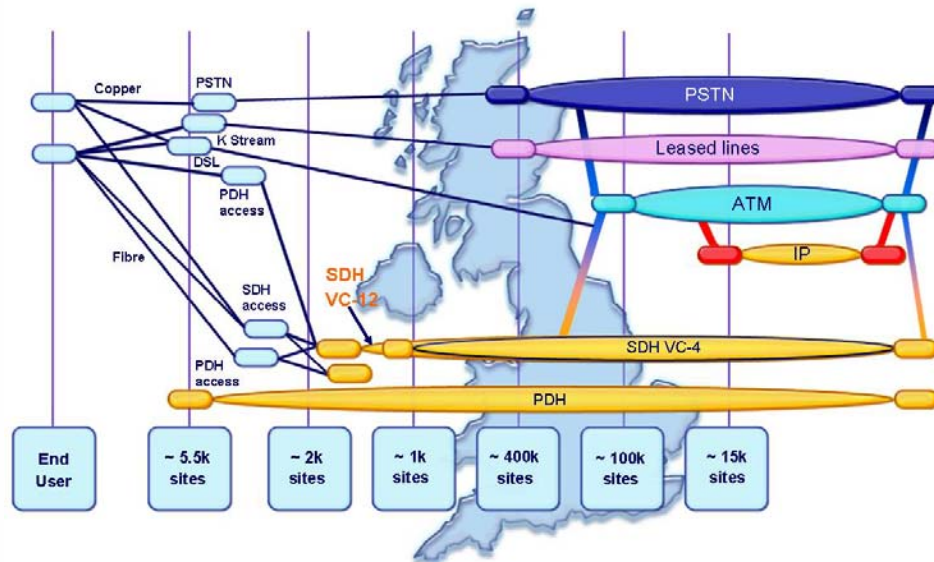 Copper
PSTN
PSTN
K Stream
Leased lines
DSL
PDH
access
ATM
Fibre
IP
SDH
VC-12
SDH
access
SDH VC-4
PDH
access
PDH
End
User
~ 5.5k
sites
~ 2k
sites
~ 1k
sites
~ 400k
sites
~ 100k
sites
~ 15k
sites